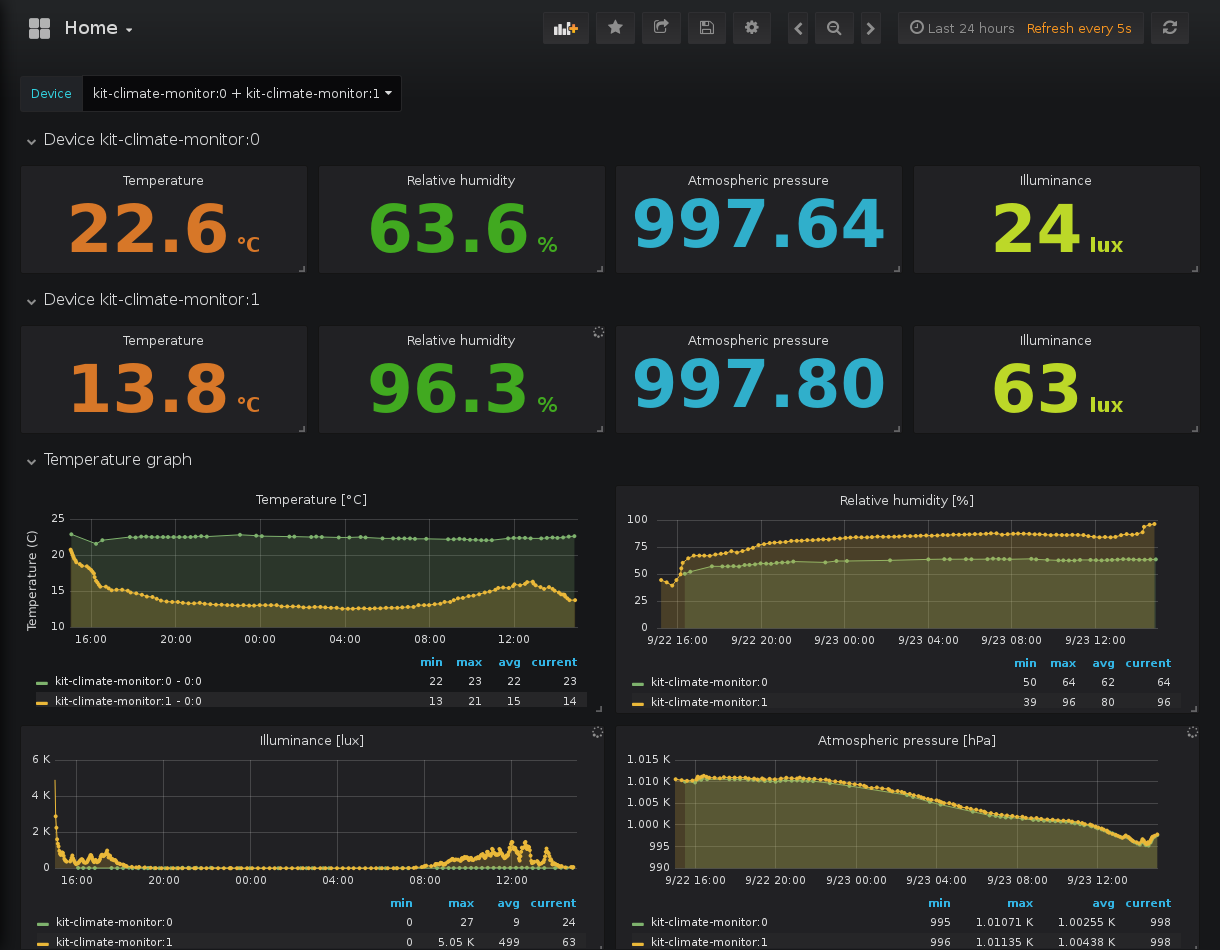 Home
Last 24 hours Refresh every 5s
Device kit-climate-monitor:0 + kit-climate-monitor:1
Device kit-climate-monitor:0
Temperature Relative humidity Atmospheric pressure Illuminance
22.6 °C 63.6 % 997.64 24 lux
Device kit-climate-monitor:1
Temperature Relative humidity Atmospheric pressure Illuminance
13.8 °C 96.3 % 997.80 63 lux
Temperature graph
Temperature [°C]
Temperature (C)
25
20
15
10
16:00 20:00 00:00 04:00 08:00 12:00
min max avg current
kit-climate-monitor:0 - 0:0 22 23 22 23
kit-climate-monitor:1 - 0:0 13 21 15 14
Relative humidity [%]
100
75
50
25
0
9/22 16:00 9/22 20:00 9/23 00:00 9/23 04:00 9/23 08:00 9/23 12:00
min max avg current
kit-climate-monitor:0 50 64 62 64
kit-climate-monitor:1 39 96 80 96
Illuminance [lux]
6 K
4 K
2 K
0
16:00 20:00 00:00 04:00 08:00 12:00
min max avg current
kit-climate-monitor:0 0 27 9 24
kit-climate-monitor:1 0 5.05 K 499 63
Atmospheric pressure [hPa]
1.015 K
1.010 K
1.005 K
1.000 K
995
990
9/22 16:00 9/22 20:00 9/23 00:00 9/23 04:00 9/23 08:00 9/23 12:00
min max avg current
kit-climate-monitor:0 995 1.01071 K 1.00255 K 998
kit-climate-monitor:1 996 1.01135 K 1.00438 K 998